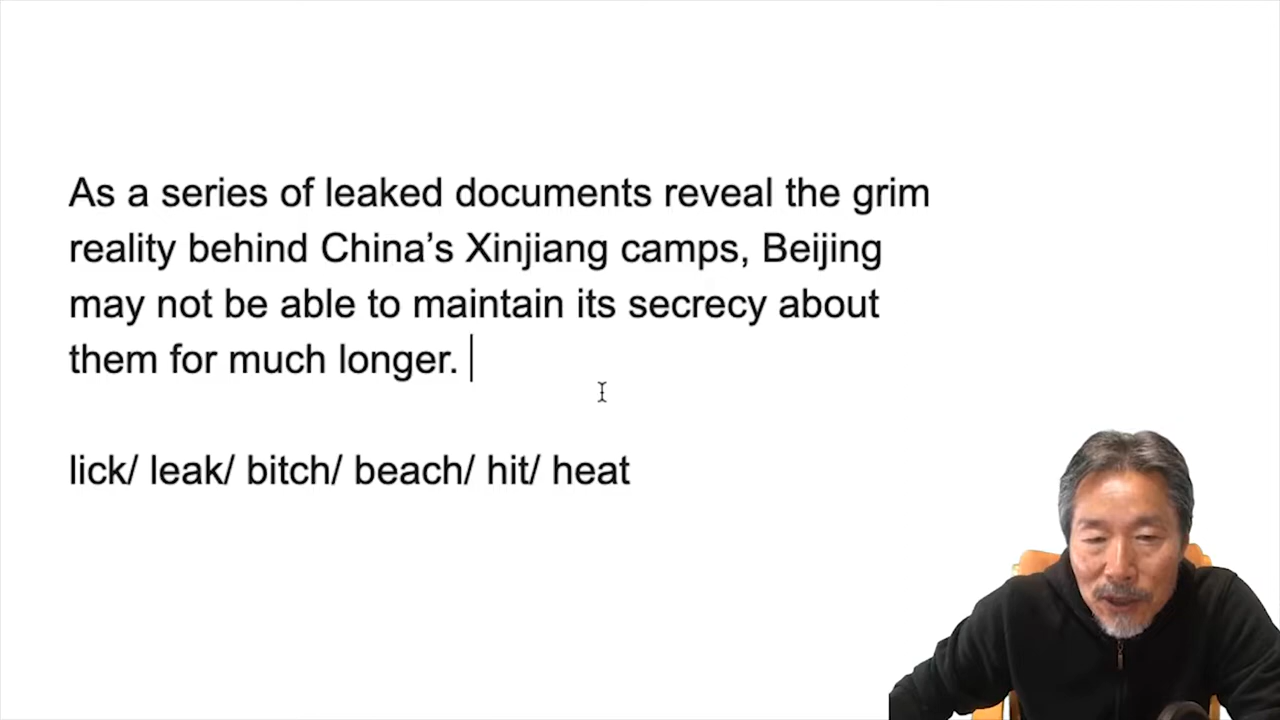 As a series of leaked documents reveal the grim
reality behind China’s Xinjiang camps, Beijing
may not be able to maintain its secrecy about
them for much longer.
lick/ leak/ bitch/ beach/ hit/ heat